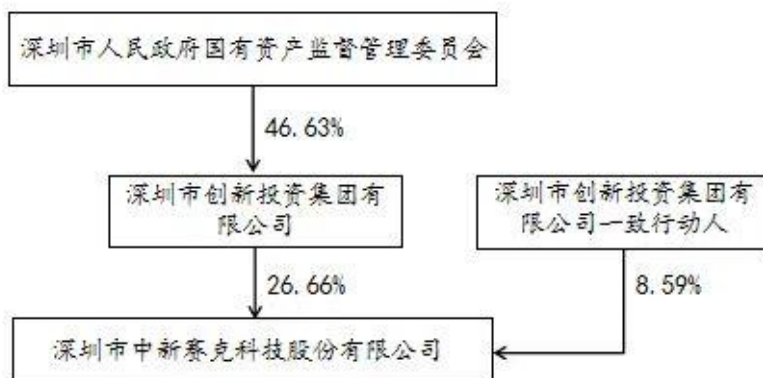 深圳市人民政府国有资产监督管理委员会
46.63%
深圳市创新投资集团有
限公司
深圳市创新投资集团有
限公司一致行动人
26.66%
8.59%
深圳市中新赛克科技股份有限公司